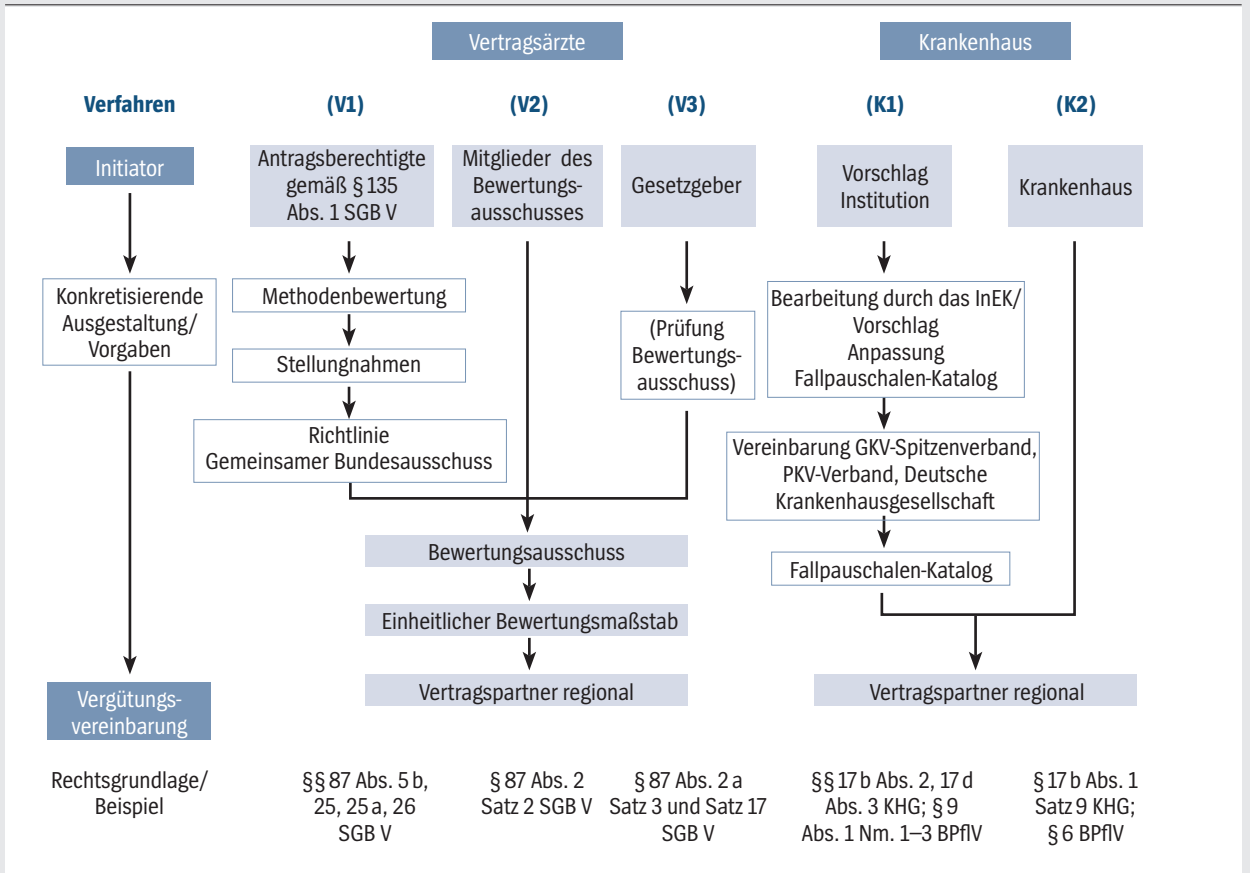 Vertragsärzte
Krankenhaus
Verfahren
(V1)
(V2)
(V3)
(K1)
(K2)
Initiator
Antragsberechtigte
gemäß § 135
Abs. 1 SGB V
Mitglieder des
Bewertungs-
ausschusses
Gesetzgeber
Vorschlag
Institution
Krankenhaus
Konkretisierende
Ausgestaltung/
Vorgaben
Methodenbewertung
Stellungnahmen
Richtlinie
Gemeinsamer Bundesausschuss
(Prüfung
Bewertungs-
ausschuss)
Bearbeitung durch das InEK/
Vorschlag
Anpassung
Fallpauschalen-Katalog
Vereinbarung GKV-Spitzenverband,
PKV-Verband, Deutsche
Krankenhausgesellschaft
Bewertungsausschuss
Fallpauschalen-Katalog
Einheitlicher Bewertungsmaßstab
Vergütungs-
vereinbarung
Vertragspartner regional
Vertragspartner regional
Rechtsgrundlage/
Beispiel
§§ 87 Abs. 5 b,
25, 25 a, 26
SGB V
§ 87 Abs. 2
Satz 2 SGB V
§ 87 Abs. 2 a
Satz 3 und Satz 17
SGB V
§§ 17 b Abs. 2, 17 d
Abs. 3 KHG; § 9
Abs. 1 Nm. 1–3 BPflV
§ 17 b Abs. 1
Satz 9 KHG;
§ 6 BPflV